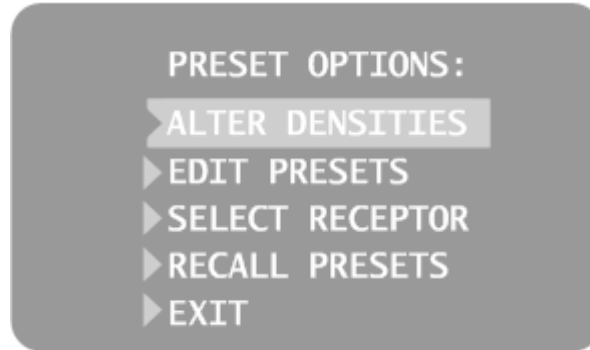 PRESET OPTIONS:
ALTER DENSITIES
EDIT PRESETS
SELECT RECEPTOR
RECALL PRESETS
EXIT